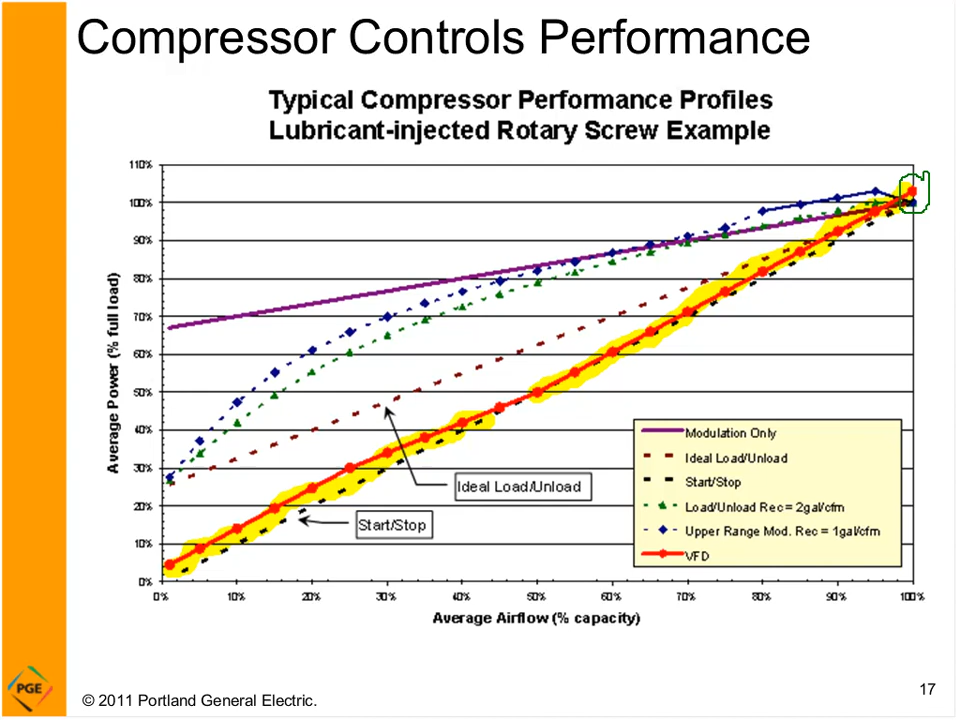 Compressor Controls Performance
Typical Compressor Performance Profiles
Lubricant-injected Rotary Screw Example
110%
100%
90%
80%
70%
60%
50%
40%
30%
20%
10%
0%
Average Power (% full load)
Ideal Load/Unload
Start/Stop
Modulation Only
Ideal Load/Unload
Start/Stop
Load/Unload Rec = 2gal/cfm
Upper Range Mod. Rec = 1gal/cfm
VFD
0% 10% 20% 30% 40% 50% 60% 70% 80% 90% 100%
Average Airflow (% capacity)
PGE
© 2011 Portland General Electric.
17